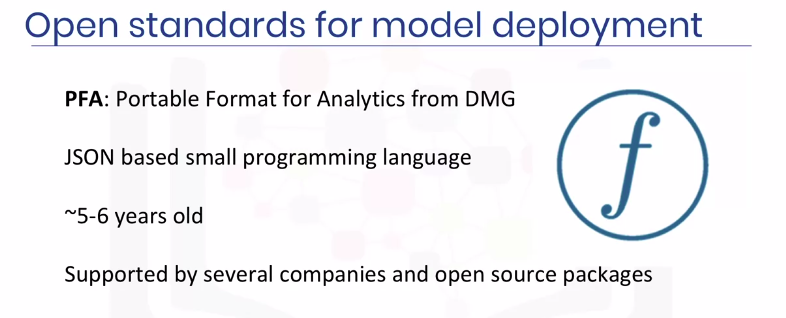 Open standards for model deployment
PFA: Portable Format for Analytics from DMG
JSON based small programming language
~5-6 years old
Supported by several companies and open source packages
f